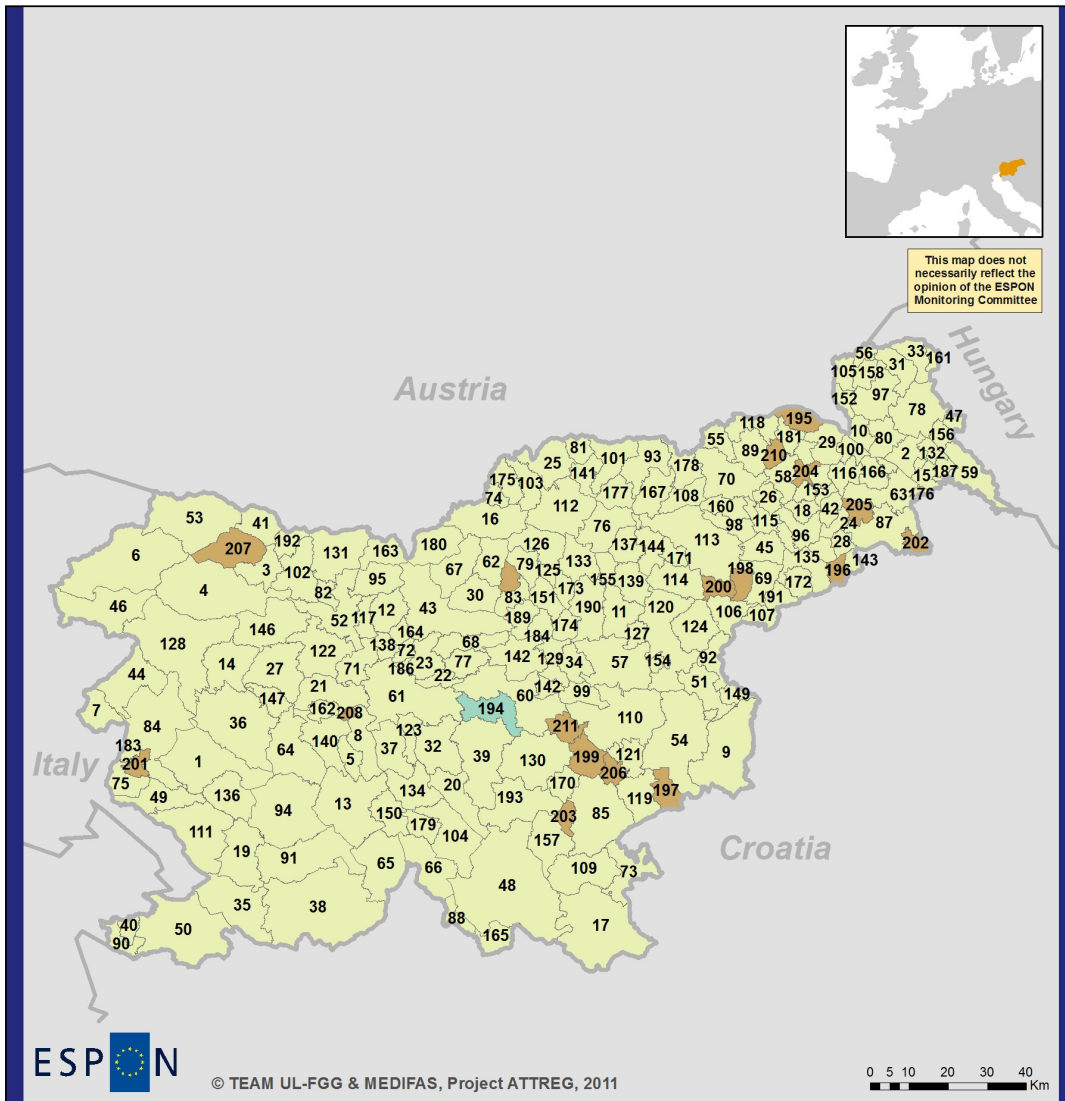 This map does not
necessarily reflect the
opinion of the ESPON
Monitoring Committee
Hungary
Austria
56 33 161
105 158 31
152 97
78 47
118 195
10 80 156
55 89 181 29 100 2 132
81 210
25 101 93 178 58 204 116 166 15 187 59
175 103 141 70 153 63 176
74 177 167 108 26 18 42 205
112 160 24 87
16 76 98 115 96 28 202
53 41 113 45 135 143
207 192 131 163 180 126 137 144 171 196
6 3 102 62 79 125 133 198 69 172
4 82 95 67 155 139 114 200 191
30 83 151 173 106 107
46 52 117 12 43 189 190 11 120
146 164 174 124
128 122 138 72 68 184 127
14 27 71 186 23 77 142 129 34 57 154 92
44 22 51
147 21 61 194 60 142 99 149
7 36 162 208 110
84 8 123 211
183 64 140 37 32 39 130 199 121 54 9
201 1 5 206
Italy
75 49 136 94 13 134 20 193 170 119 197
111 150 179 104 203 85
19 91 65 66 157 109 73
48
35 38 88 17
40 50 165
90
Croatia
ESPON
© TEAM UL-FGG & MEDIFAS, Project ATTREG, 2011
0 5 10 20 30 40
Km